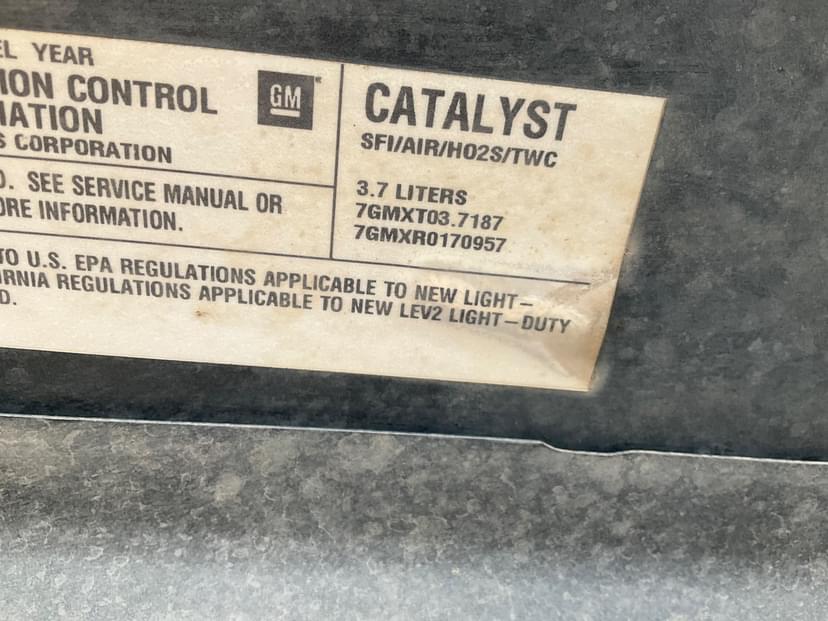 EL YEAR
ION CONTROL
MATION
S CORPORATION
GM
O. SEE SERVICE MANUAL OR
ORE INFORMATION.
CATALYST
SFI/AIR/HO2S/TWC
3.7 LITERS
7GMXT03.7187
7GMXR0170957
TO U.S. EPA REGULATIONS APPLICABLE TO NEW LIGHT-
IRNIA REGULATIONS APPLICABLE TO NEW LEV2 LIGHT-DUTY
D.